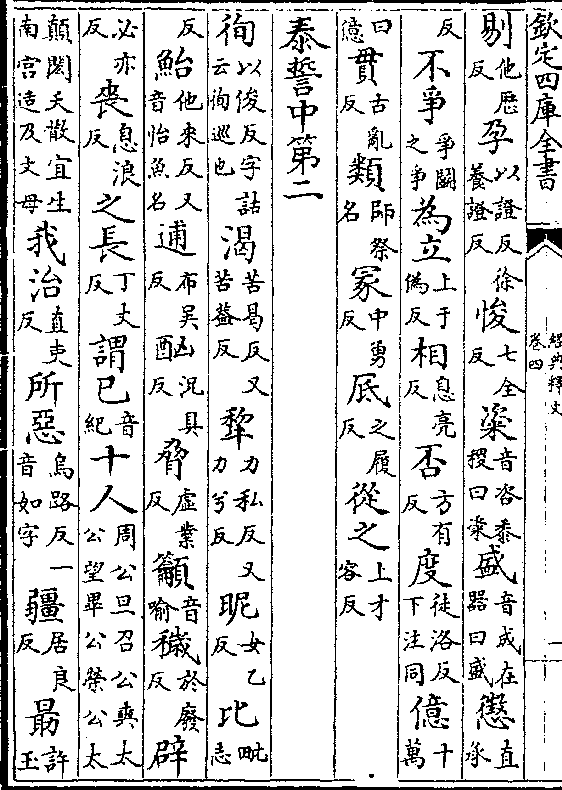 欽定四庫全書
經典釋文
卷四
剔他歷反孕以證反徐養證反悛七全反粢音咨黍稷曰粢盛音成在器曰盛懲直承
反不爭爭鬪之爭為立上于偽反相息亮反否方有反度徒洛反下注同億十萬
曰億貫古亂反類師祭名冢中勇反厎之履反從之上才容反
泰誓中第二
徇以俊反字詁云徇巡也渴苦曷反又苦蓋反犂力私反又力兮反昵女乙反比毗志
反鮐他來反又音怡魚名逋布吳反酗況具反脅虛業反籲音喻穢於廢反辟
必亦反喪息浪反之長丁丈反謂已音紀十人周公旦召公奭太公望畢公榮公太
顛閎夭散宜生南宮适及文母我治直吏反所惡烏路反一音如字疆居良反勖許玉